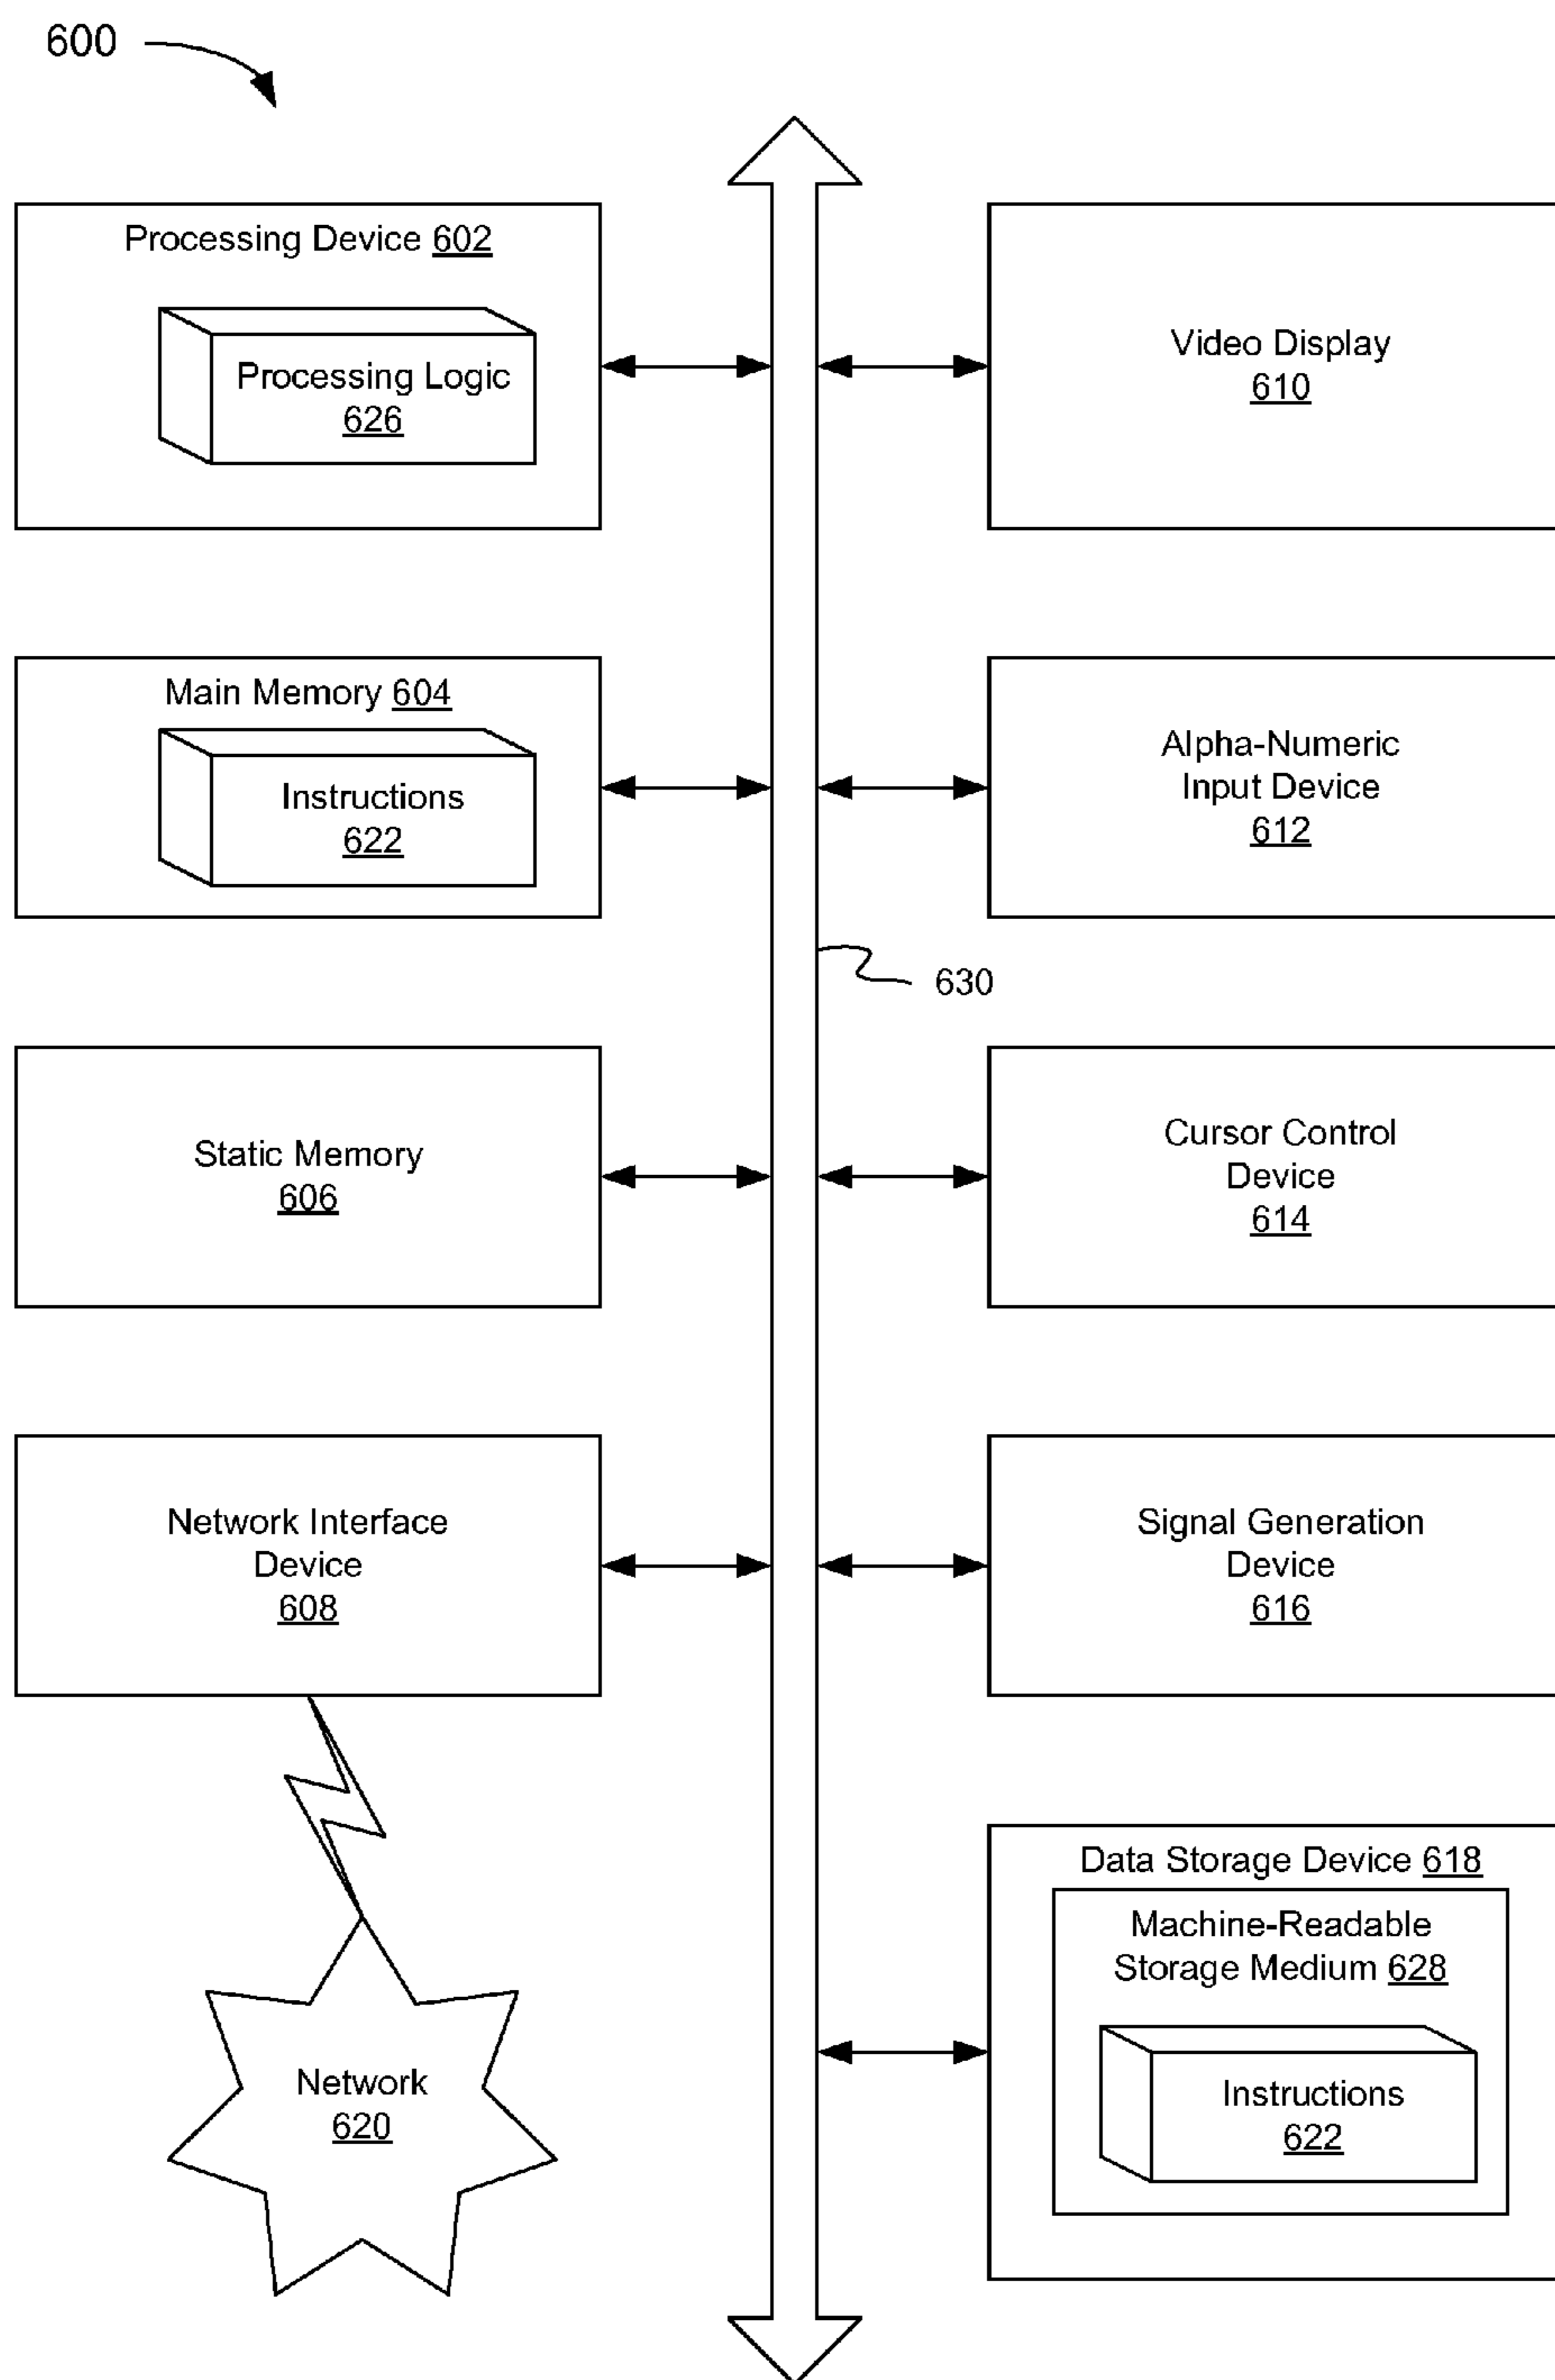 600
Processing Device 602
Processing Logic
626
Video Display
610
Main Memory 604
Instructions
622
Alpha-Numeric
Input Device
612
630
Static Memory
606
Cursor Control
Device
614
Network Interface
Device
608
Signal Generation
Device
616
Data Storage Device 618
Machine-Readable
Storage Medium 628
Instructions
622
Network
620